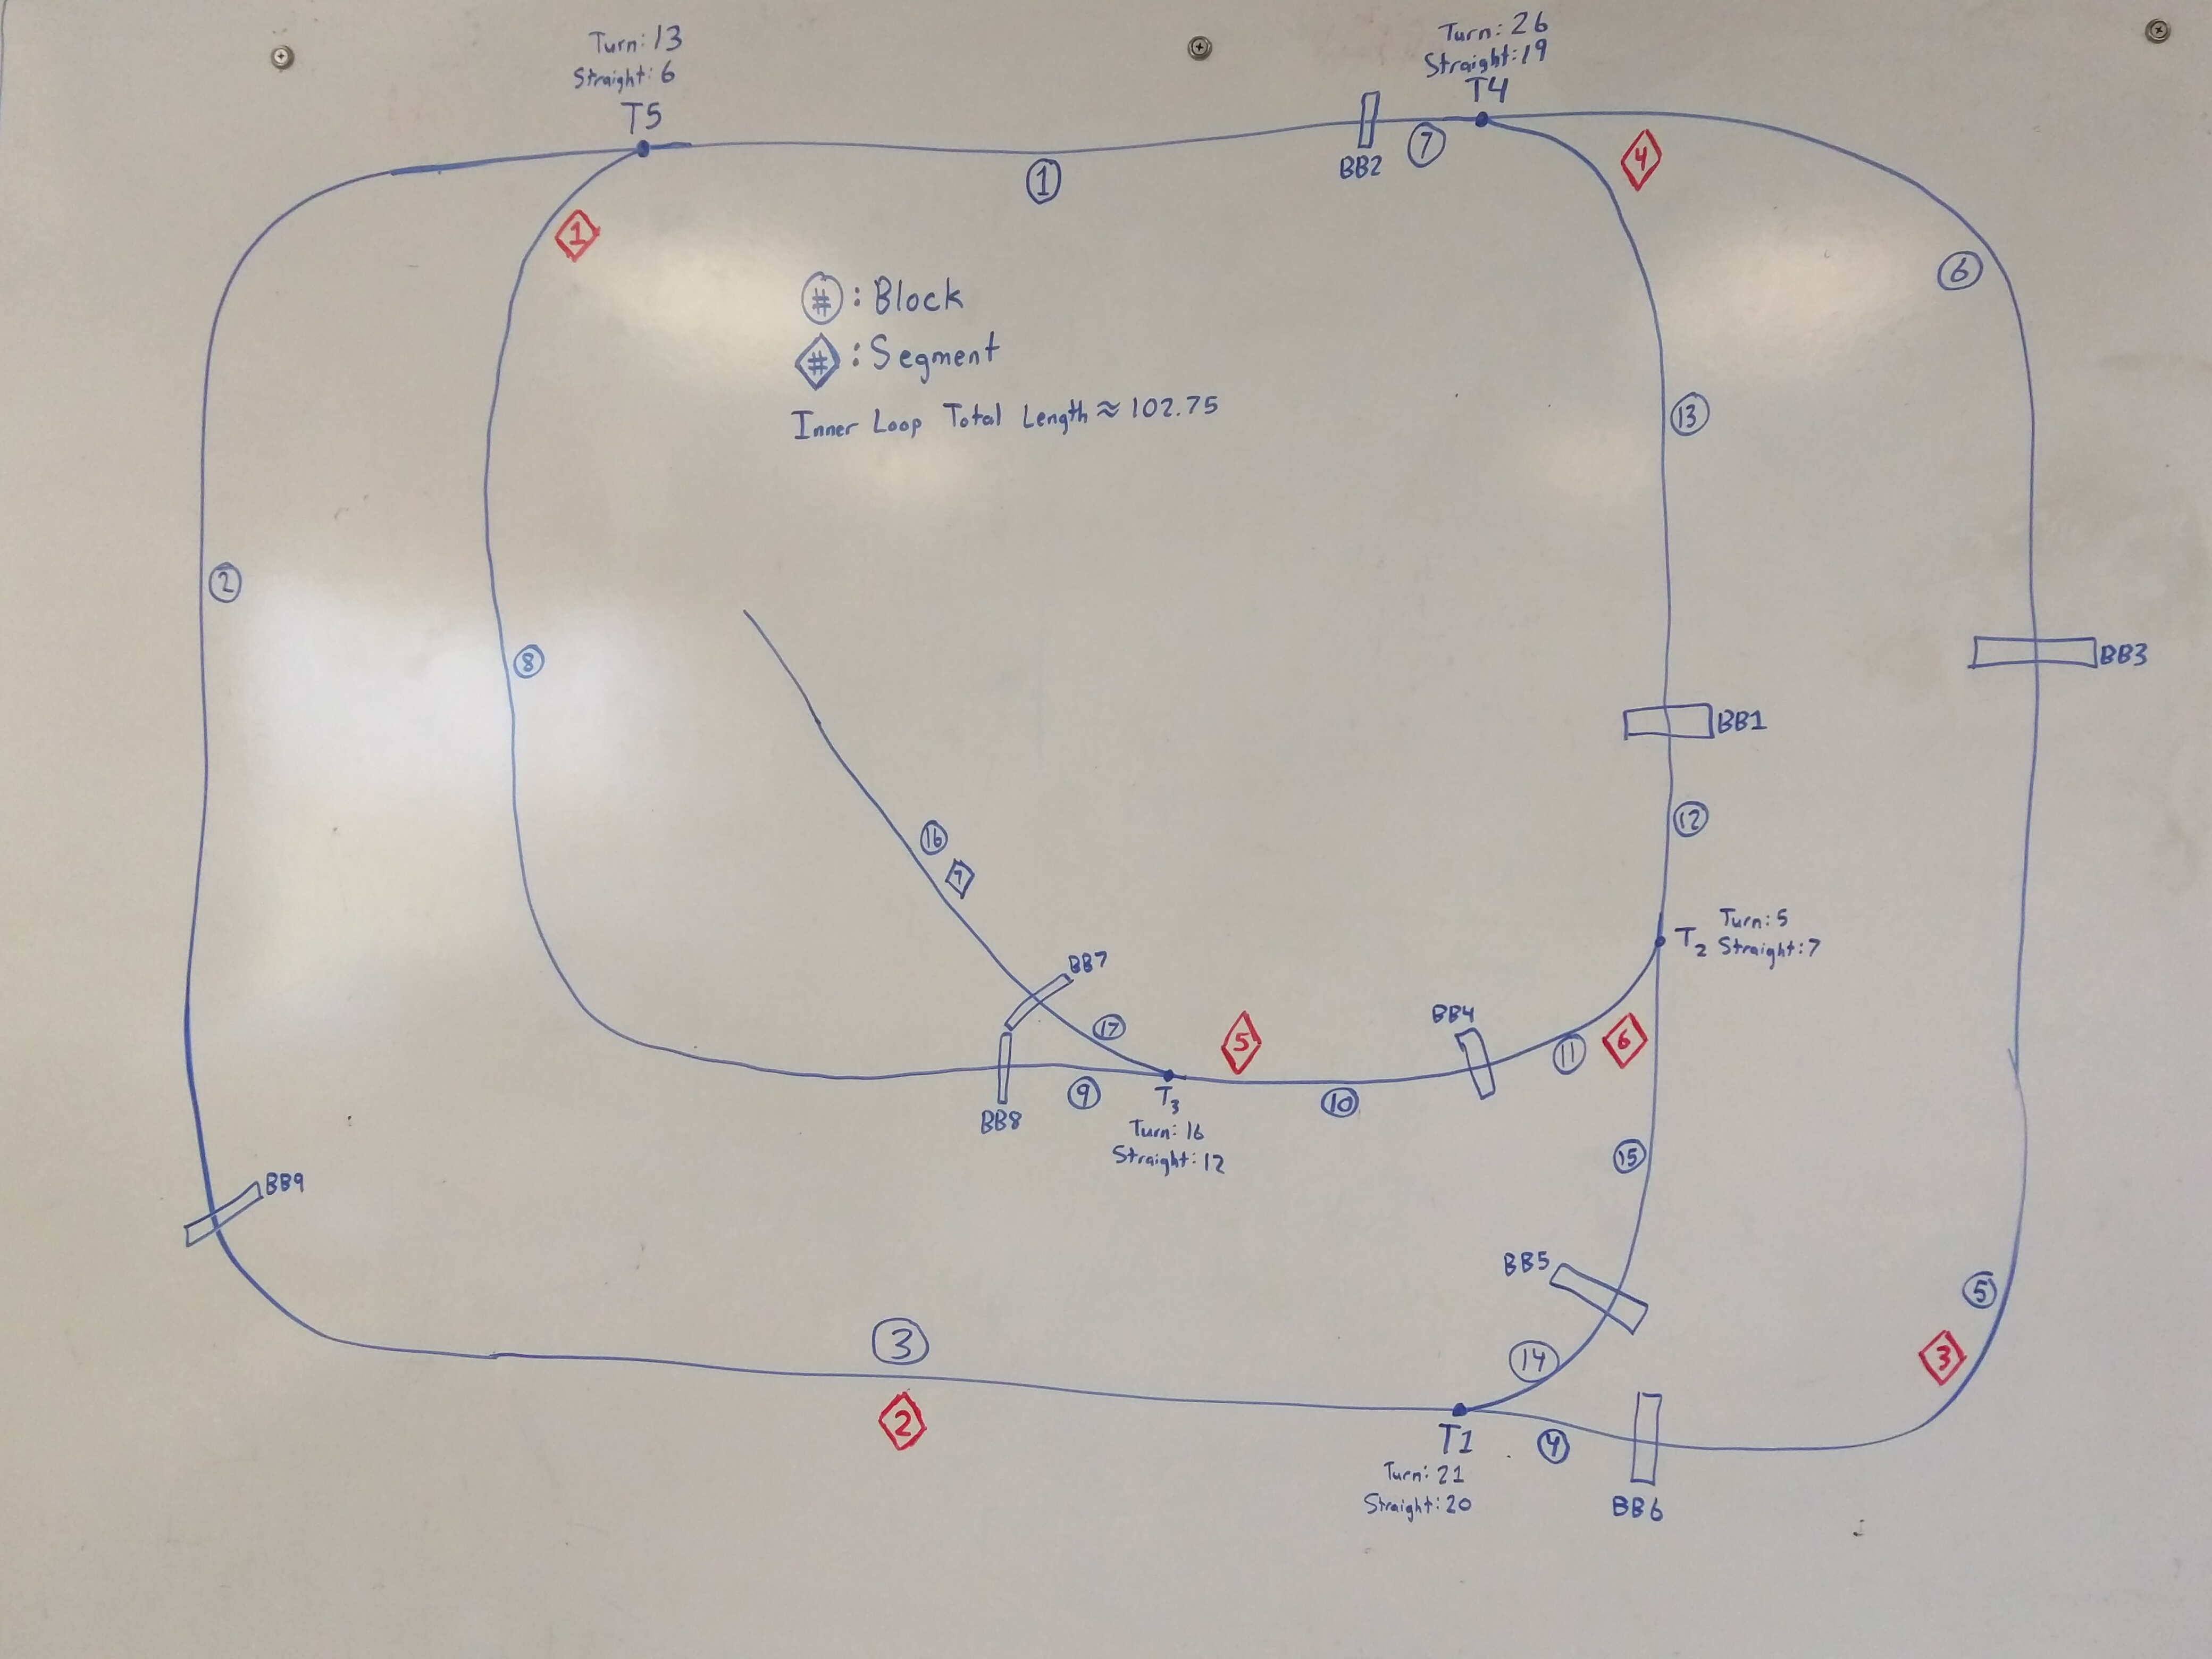 Turn: 13
Straight: 6
T5
Turn: 26
Straight: 19
T4
BB2
7
1
4
1
6
# : Block
# : Segment
Inner Loop Total Length ≈ 102.75
13
2
8
BB3
BB1
12
16
T2
Turn: 5
Straight: 7
BB7
17
5
BB4
6
11
9
T3
10
BB8
Turn: 16
Straight: 12
15
BB9
BB5
5
3
14
3
2
T1
4
Turn: 21
Straight: 20
BB6